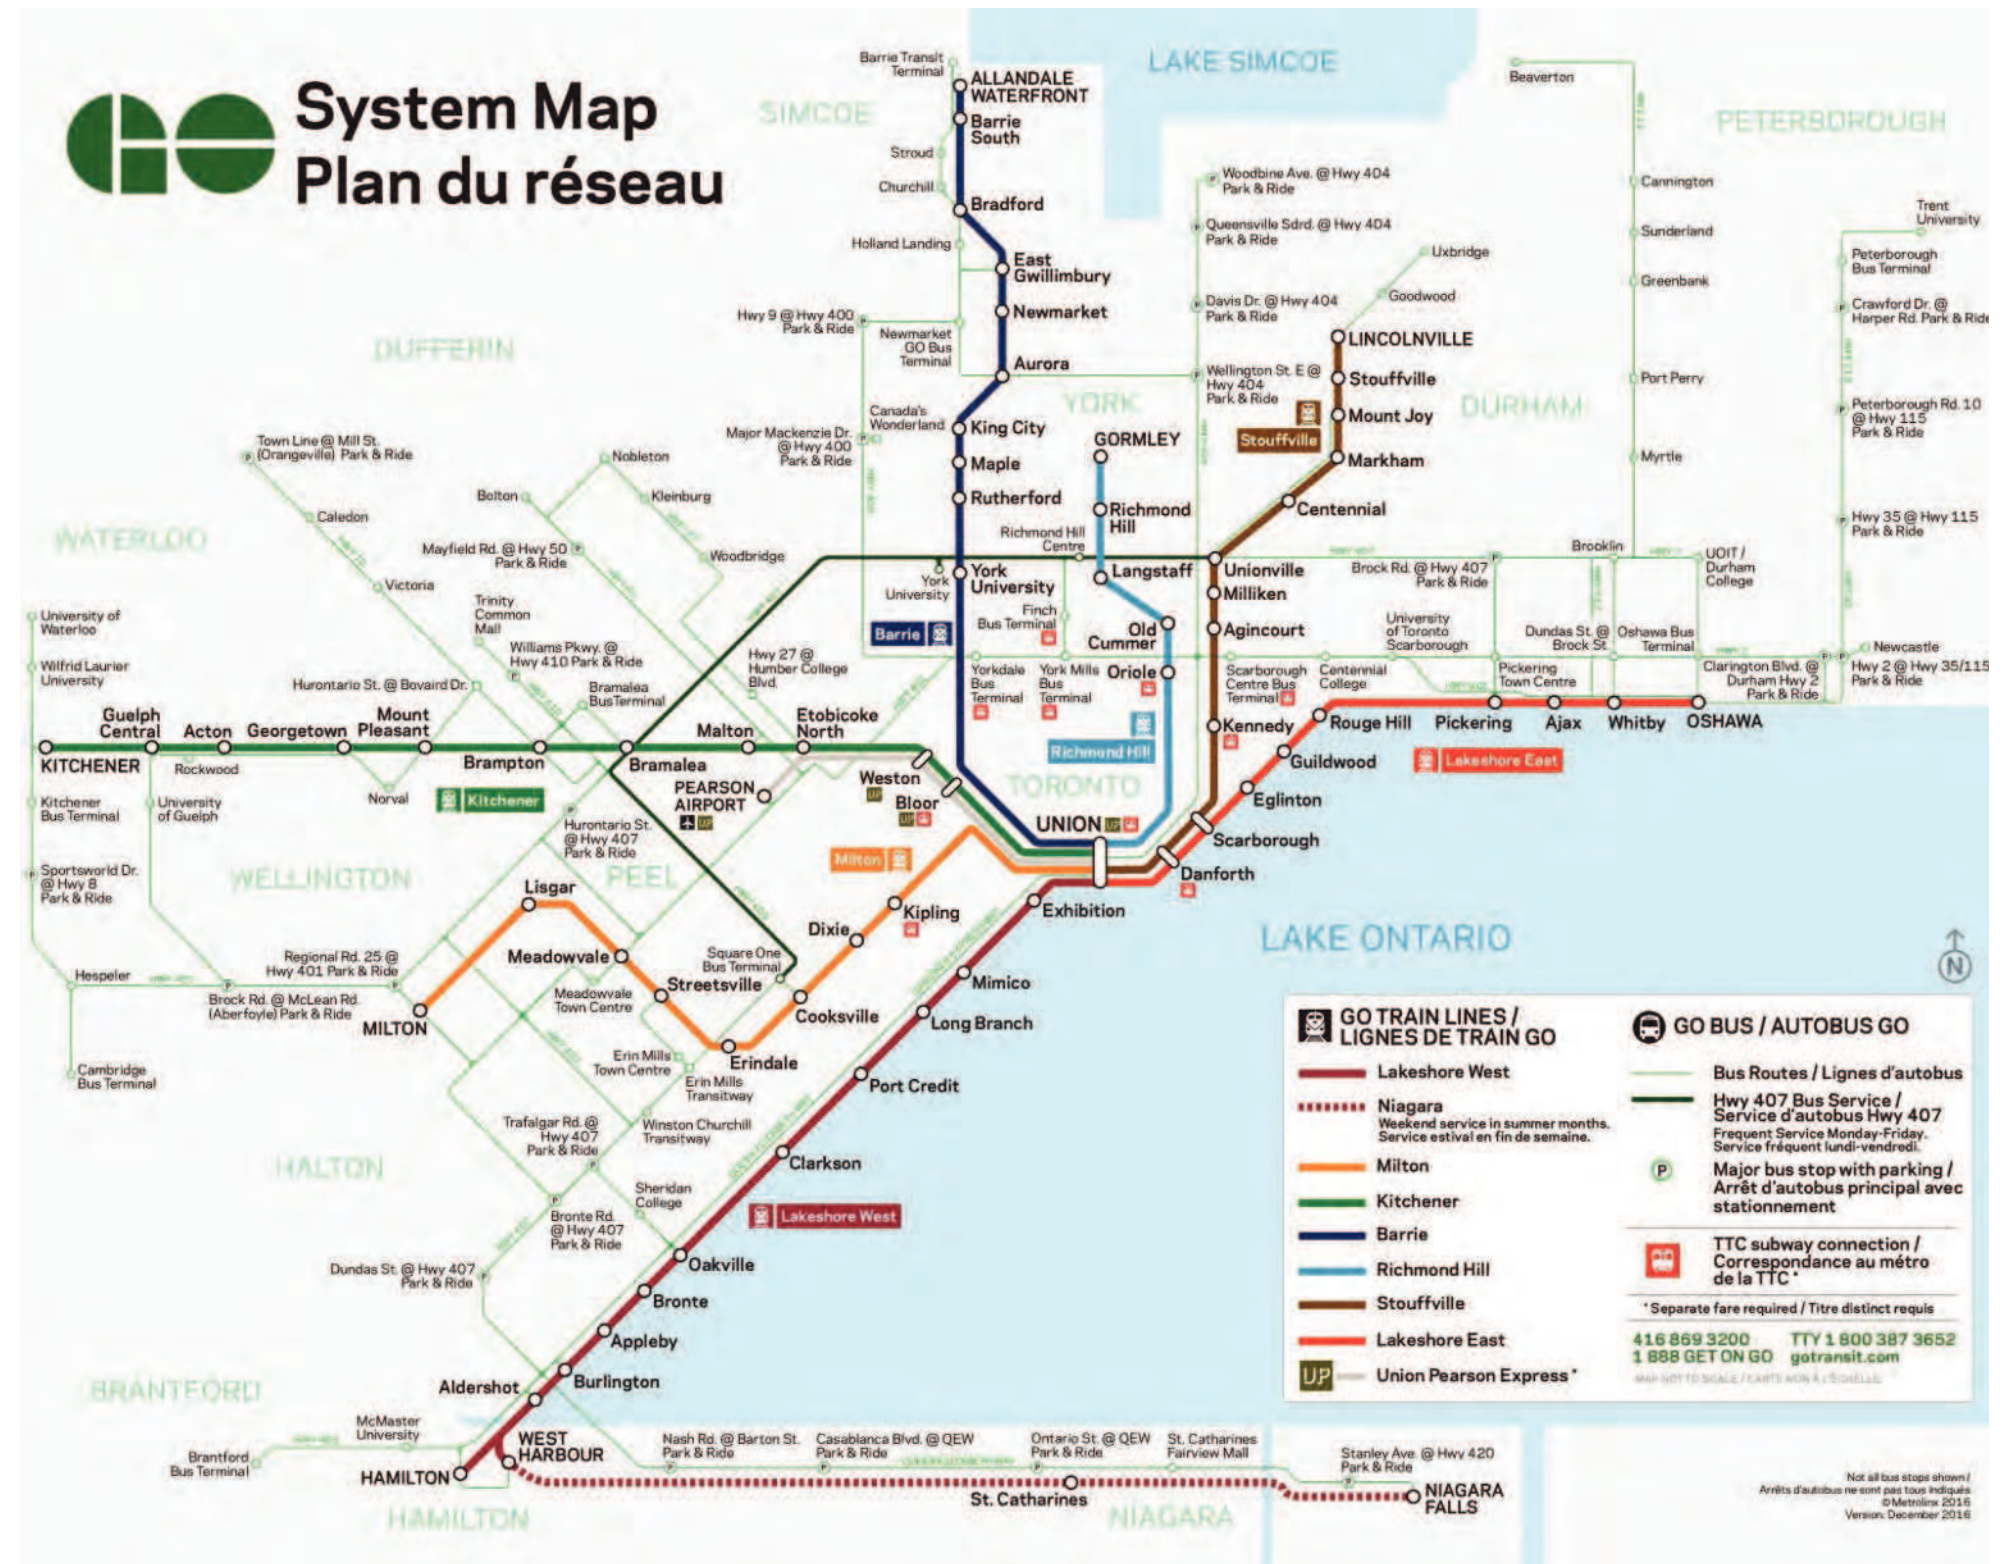 GO
System Map
Plan du réseau
LAKE SIMCOE
SIMCOE
PETERBOROUGH
DUFFERIN
YORK
DURHAM
WATERLOO
TORONTO
WELLINGTON
PEEL
HALTON
BRANTFORD
HAMILTON
NIAGARA
LAKE ONTARIO
Barrie Transit
Terminal
ALLANDALE
WATERFRONT
Barrie
South
Stroud
Churchill
Bradford
Holland Landing
East
Gwillimbury
Newmarket
Hwy 9 @ Hwy 400
Park & Ride
Newmarket
GO Bus
Terminal
Aurora
Canada's
Wonderland
King City
Major Mackenzie Dr.
@ Hwy 400
Park & Ride
Maple
Rutherford
York
University
York
University
Barrie
Woodbine Ave. @ Hwy 404
Park & Ride
Queensville Sdrd. @ Hwy 404
Park & Ride
Davis Dr. @ Hwy 404
Park & Ride
Wellington St. E @
Hwy 404
Park & Ride
Uxbridge
Goodwood
LINCOLNVILLE
Stouffville
Mount Joy
Stouffville
Markham
Centennial
Unionville
Milliken
Agincourt
Kennedy
GORMLEY
Richmond
Hill
Richmond Hill
Centre
Langstaff
Finch
Bus Terminal
Old
Cummer
Oriole
Yorkdale
Bus
Terminal
York Mills
Bus
Terminal
Richmond Hill
Scarborough
Centre Bus
Terminal
Centennial
College
University
of Toronto
Scarborough
Beaverton
Cannington
Sunderland
Greenbank
Port Perry
Myrtle
Brooklin
Brock Rd. @ Hwy 407
Park & Ride
UOIT /
Durham
College
Dundas St. @
Brock St.
Oshawa Bus
Terminal
Pickering
Town Centre
Clarington Blvd. @
Durham Hwy 2
Park & Ride
Newcastle
Hwy 2 @ Hwy 35/115
Park & Ride
Trent
University
Peterborough
Bus Terminal
Crawford Dr. @
Harper Rd. Park & Ride
Peterborough Rd. 10
@ Hwy 115
Park & Ride
Hwy 35 @ Hwy 115
Park & Ride
Rouge Hill
Pickering
Ajax
Whitby
OSHAWA
Lakeshore East
Guildwood
Eglinton
Scarborough
Danforth
UNION
UP
Exhibition
Town Line @ Mill St.
(Orangeville) Park & Ride
Caledon
Victoria
Bolton
Nobleton
Kleinburg
Woodbridge
Mayfield Rd. @ Hwy 50
Park & Ride
Trinity
Common
Mall
Williams Pkwy. @
Hwy 410 Park & Ride
Hurontario St. @ Bovaird Dr.
Bramalea
Bus Terminal
Hwy 27 @
Humber College
Blvd.
University of
Waterloo
Wilfrid Laurier
University
KITCHENER
Guelph
Central
Acton
Georgetown
Mount
Pleasant
Brampton
Bramalea
Malton
Etobicoke
North
Weston
UP
Bloor
UP
PEARSON
AIRPORT
UP
Rockwood
Norval
Kitchener
Kitchener
Bus Terminal
University
of Guelph
Sportsworld Dr.
@ Hwy 8
Park & Ride
Hurontario St.
@ Hwy 407
Park & Ride
Hespeler
Cambridge
Bus Terminal
Brock Rd. @ McLean Rd.
(Aberfoyle) Park & Ride
Regional Rd. 25 @
Hwy 401 Park & Ride
MILTON
Lisgar
Meadowvale
Streetsville
Meadowvale
Town Centre
Square One
Bus Terminal
Erindale
Cooksville
Dixie
Kipling
Milton
Erin Mills
Town Centre
Erin Mills
Transitway
Winston Churchill
Transitway
Trafalgar Rd. @
Hwy 407
Park & Ride
Sheridan
College
Bronte Rd.
@ Hwy 407
Park & Ride
Dundas St. @ Hwy 407
Park & Ride
Mimico
Long Branch
Port Credit
Clarkson
Lakeshore West
Oakville
Bronte
Appleby
Burlington
Aldershot
McMaster
University
Brantford
Bus Terminal
HAMILTON
WEST
HARBOUR
Nash Rd. @ Barton St.
Park & Ride
Casablanca Blvd. @ QEW
Park & Ride
Ontario St. @ QEW
Park & Ride
St. Catharines
Fairview Mall
Stanley Ave. @ Hwy 420
Park & Ride
St. Catharines
NIAGARA
FALLS
N
GO TRAIN LINES /
LIGNES DE TRAIN GO
Lakeshore West
Niagara
Weekend service in summer months.
Service estival en fin de semaine.
Milton
Kitchener
Barrie
Richmond Hill
Stouffville
Lakeshore East
UP
Union Pearson Express*
GO BUS / AUTOBUS GO
Bus Routes / Lignes d'autobus
Hwy 407 Bus Service /
Service d'autobus Hwy 407
Frequent Service Monday-Friday.
Service fréquent lundi-vendredi.
P
Major bus stop with parking /
Arrêt d'autobus principal avec
stationnement
TTC subway connection /
Correspondance au métro
de la TTC *
*Separate fare required / Titre distinct requis
416 869 3200
TTY 1 800 387 3652
1 888 GET ON GO
gotransit.com
MAP NOT TO SCALE / CARTE NON À L'ÉCHELLE
Not all bus stops shown /
Arrêts d'autobus ne sont pas tous indiqués
© Metrolinx 2016
Version: December 2016